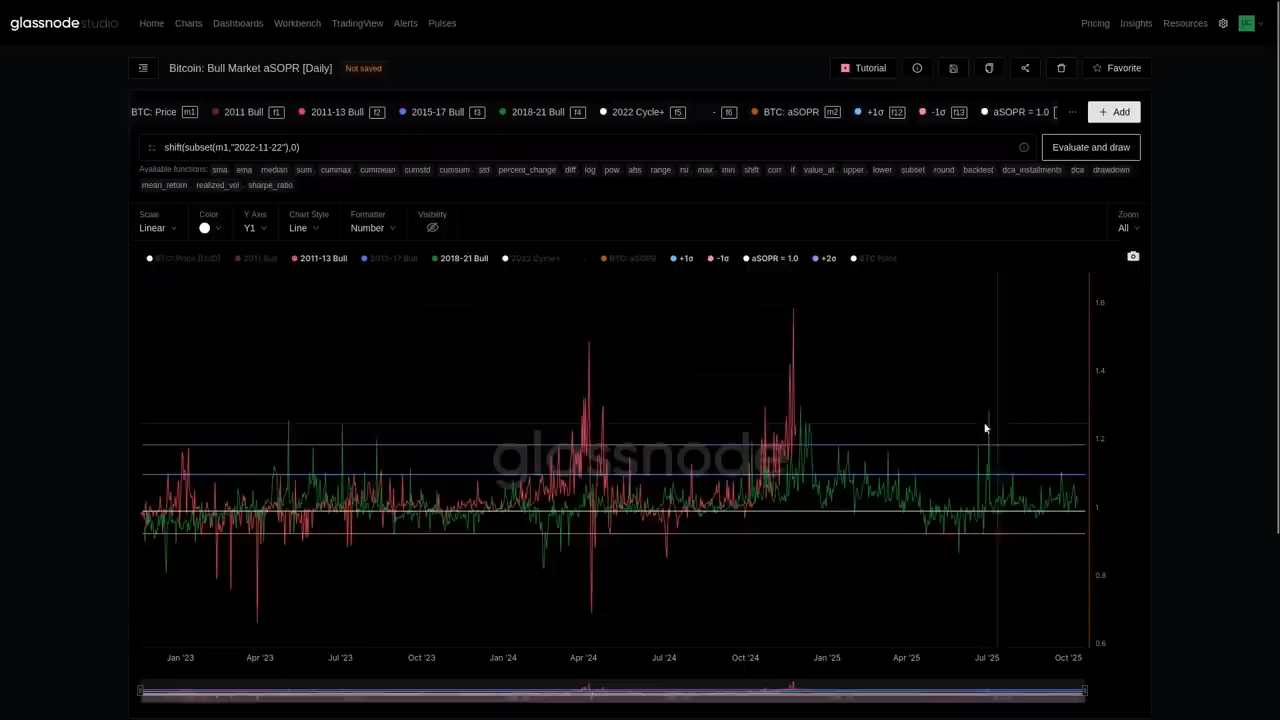 glassnode studio Home Charts Dashboards Workbench TradingView Alerts Pulses Pricing Insights Resources UC
Bitcoin: Bull Market aSOPR [Daily] Not saved Tutorial Favorite
BTC: Price m1 2011 Bull f1 2011-13 Bull f2 2015-17 Bull f3 2018-21 Bull f4 2022 Cycle+ f5 - f6 BTC: aSOPR m2 +1σ f12 -1σ f13 aSOPR = 1.0 ... + Add
shift(subset(m1,"2022-11-22"),0) Evaluate and draw
Available functions: sma ema median sum cummax cummean cumstd cumsum std percent_change diff log pow abs range rsi max min shift corr if value_at upper lower subset round backtest dca_installments dca drawdown
mean_return realized_vol sharpe_ratio
Scale Color Y Axis Chart Style Formatter Visibility Zoom
Linear Y1 Line Number All
BTC: Price [USD] 2011 Bull 2011-13 Bull 2015-17 Bull 2018-21 Bull 2022 Cycle+ - BTC: aSOPR +1σ -1σ aSOPR = 1.0 +2σ BTC Price
1.6
1.4
1.2
glassnode
1
0.8
0.6
Jan '23 Apr '23 Jul '23 Oct '23 Jan '24 Apr '24 Jul '24 Oct '24 Jan '25 Apr '25 Jul '25 Oct '25